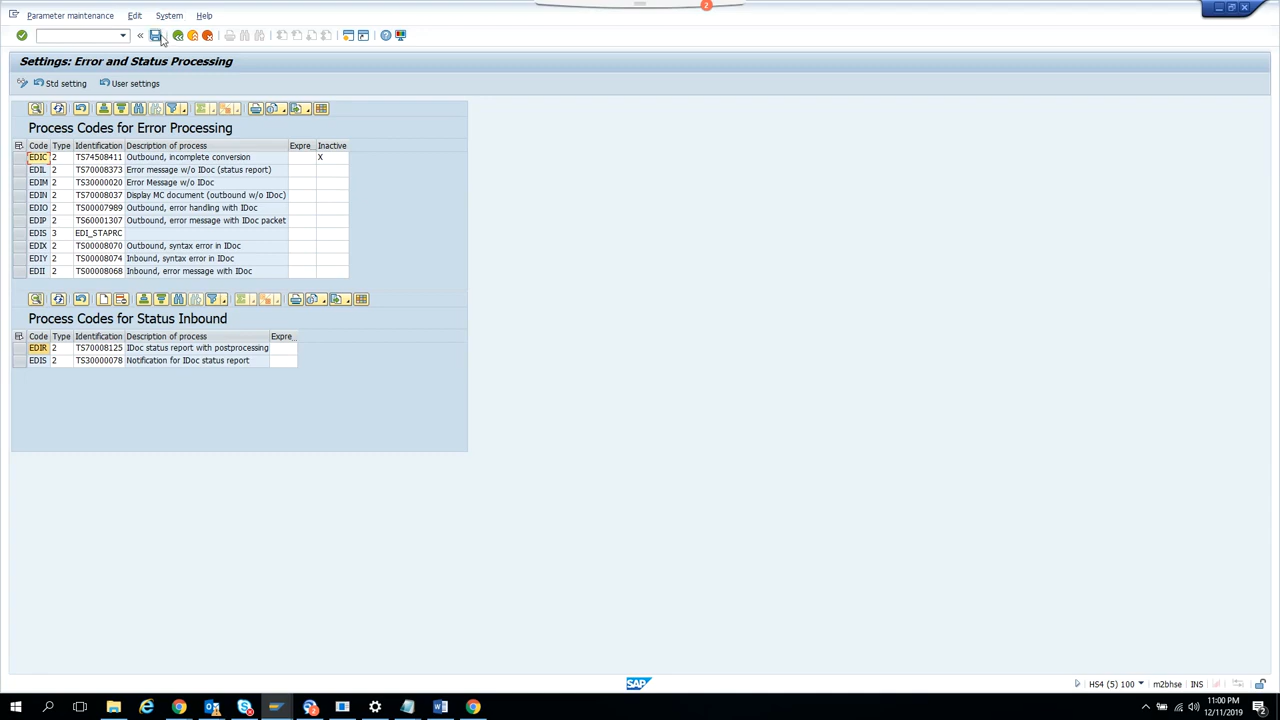 2
Parameter maintenance Edit System Help
Settings: Error and Status Processing
Std setting User settings
Process Codes for Error Processing
Code Type Identification Description of process Expre... Inactive
EDIC 2 TS74508411 Outbound, incomplete conversion X
EDIL 2 TS70008373 Error message w/o IDoc (status report)
EDIM 2 TS30000020 Error Message w/o IDoc
EDIN 2 TS70008037 Display MC document (outbound w/o IDoc)
EDIO 2 TS00007989 Outbound, error handling with IDoc
EDIP 2 TS60001307 Outbound, error message with IDoc packet
EDIS 3 EDI_STAPRC
EDIX 2 TS00008070 Outbound, syntax error in IDoc
EDIY 2 TS00008074 Inbound, syntax error in IDoc
EDII 2 TS00008068 Inbound, error message with IDoc
Process Codes for Status Inbound
Code Type Identification Description of process Expre...
EDIR 2 TS70008125 IDoc status report with postprocessing
EDIS 2 TS30000078 Notification for IDoc status report
SAP HS4 (5) 100 m2bhse INS
11:00 PM
12/11/2019